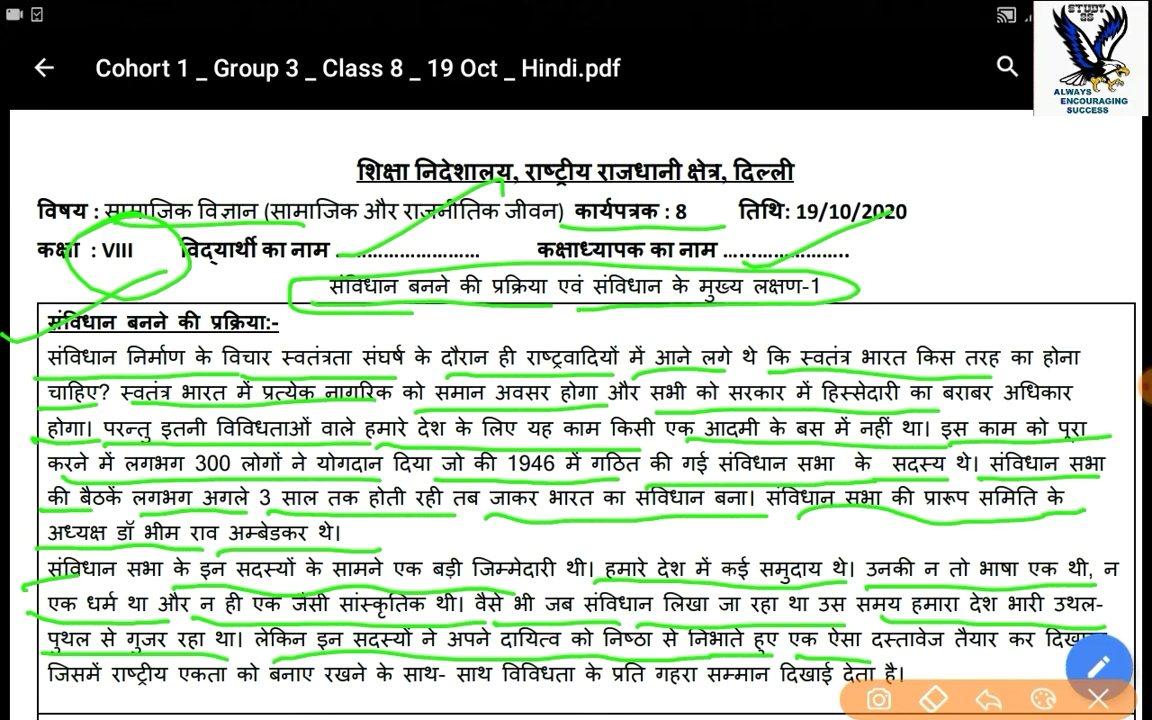 STUDY
SS
Cohort 1 _ Group 3 _ Class 8 _ 19 Oct _ Hindi.pdf
ALWAYS
ENCOURAGING
SUCCESS
शिक्षा निदेशालय, राष्ट्रीय राजधानी क्षेत्र, दिल्ली
विषय : सामाजिक विज्ञान (सामाजिक और राजनीतिक जीवन) कार्यपत्रक : 8 तिथि: 19/10/2020
कक्षा : VIII विद्यार्थी का नाम ........................... कक्षाध्यापक का नाम .....................
संविधान बनने की प्रक्रिया एवं संविधान के मुख्य लक्षण-1
संविधान बनने की प्रक्रिया:-
संविधान निर्माण के विचार स्वतंत्रता संघर्ष के दौरान ही राष्ट्रवादियों में आने लगे थे कि स्वतंत्र भारत किस तरह का होना
चाहिए? स्वतंत्र भारत में प्रत्येक नागरिक को समान अवसर होगा और सभी को सरकार में हिस्सेदारी का बराबर अधिकार
होगा। परन्तु इतनी विविधताओं वाले हमारे देश के लिए यह काम किसी एक आदमी के बस में नहीं था। इस काम को पूरा
करने में लगभग 300 लोगों ने योगदान दिया जो की 1946 में गठित की गई संविधान सभा के सदस्य थे। संविधान सभा
की बैठकें लगभग अगले 3 साल तक होती रही तब जाकर भारत का संविधान बना। संविधान सभा की प्रारूप समिति के
अध्यक्ष डॉ भीम राव अम्बेडकर थे।
संविधान सभा के इन सदस्यों के सामने एक बड़ी जिम्मेदारी थी। हमारे देश में कई समुदाय थे। उनकी न तो भाषा एक थी, न
एक धर्म था और न ही एक जैसी सांस्कृतिक थी। वैसे भी जब संविधान लिखा जा रहा था उस समय हमारा देश भारी उथल-
पुथल से गुजर रहा था। लेकिन इन सदस्यों ने अपने दायित्व को निष्ठा से निभाते हुए एक ऐसा दस्तावेज तैयार कर
जिसमें राष्ट्रीय एकता को बनाए रखने के साथ- साथ विविधता के प्रति गहरा सम्मान दिखाई देता है।